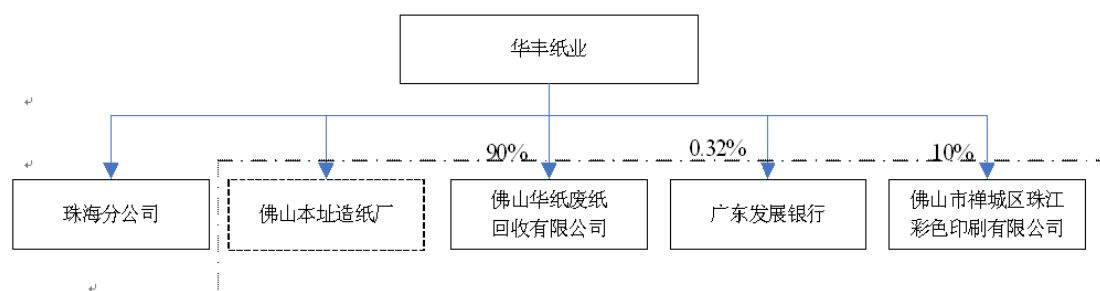 华丰纸业
90%
0.32%
10%
珠海分公司
佛山本址造纸厂
佛山华纸废纸
回收有限公司
广东发展银行
佛山市禅城区珠江
彩色印刷有限公司